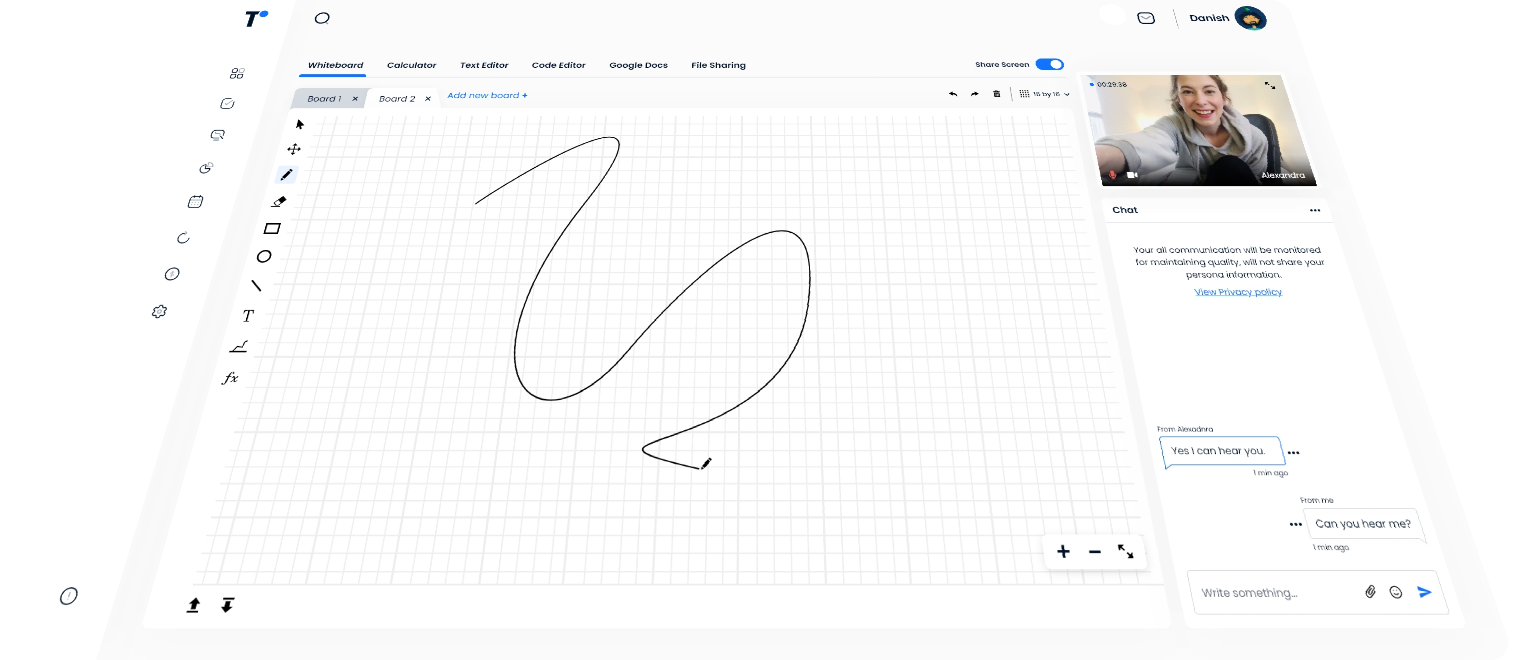 T
Danish
Whiteboard Calculator Text Editor Code Editor Google Docs File Sharing
Share Screen
Board 1 × Board 2 × Add new board +
16 by 16
00:29:38
Alexandra
Chat
Your all communication will be monitored
for maintaining quality, will not share your
persona information.
View Privacy policy
T
fx
From Alexadnra
Yes I can hear you.
1 min ago
From me
Can you hear me?
1 min ago
Write something...